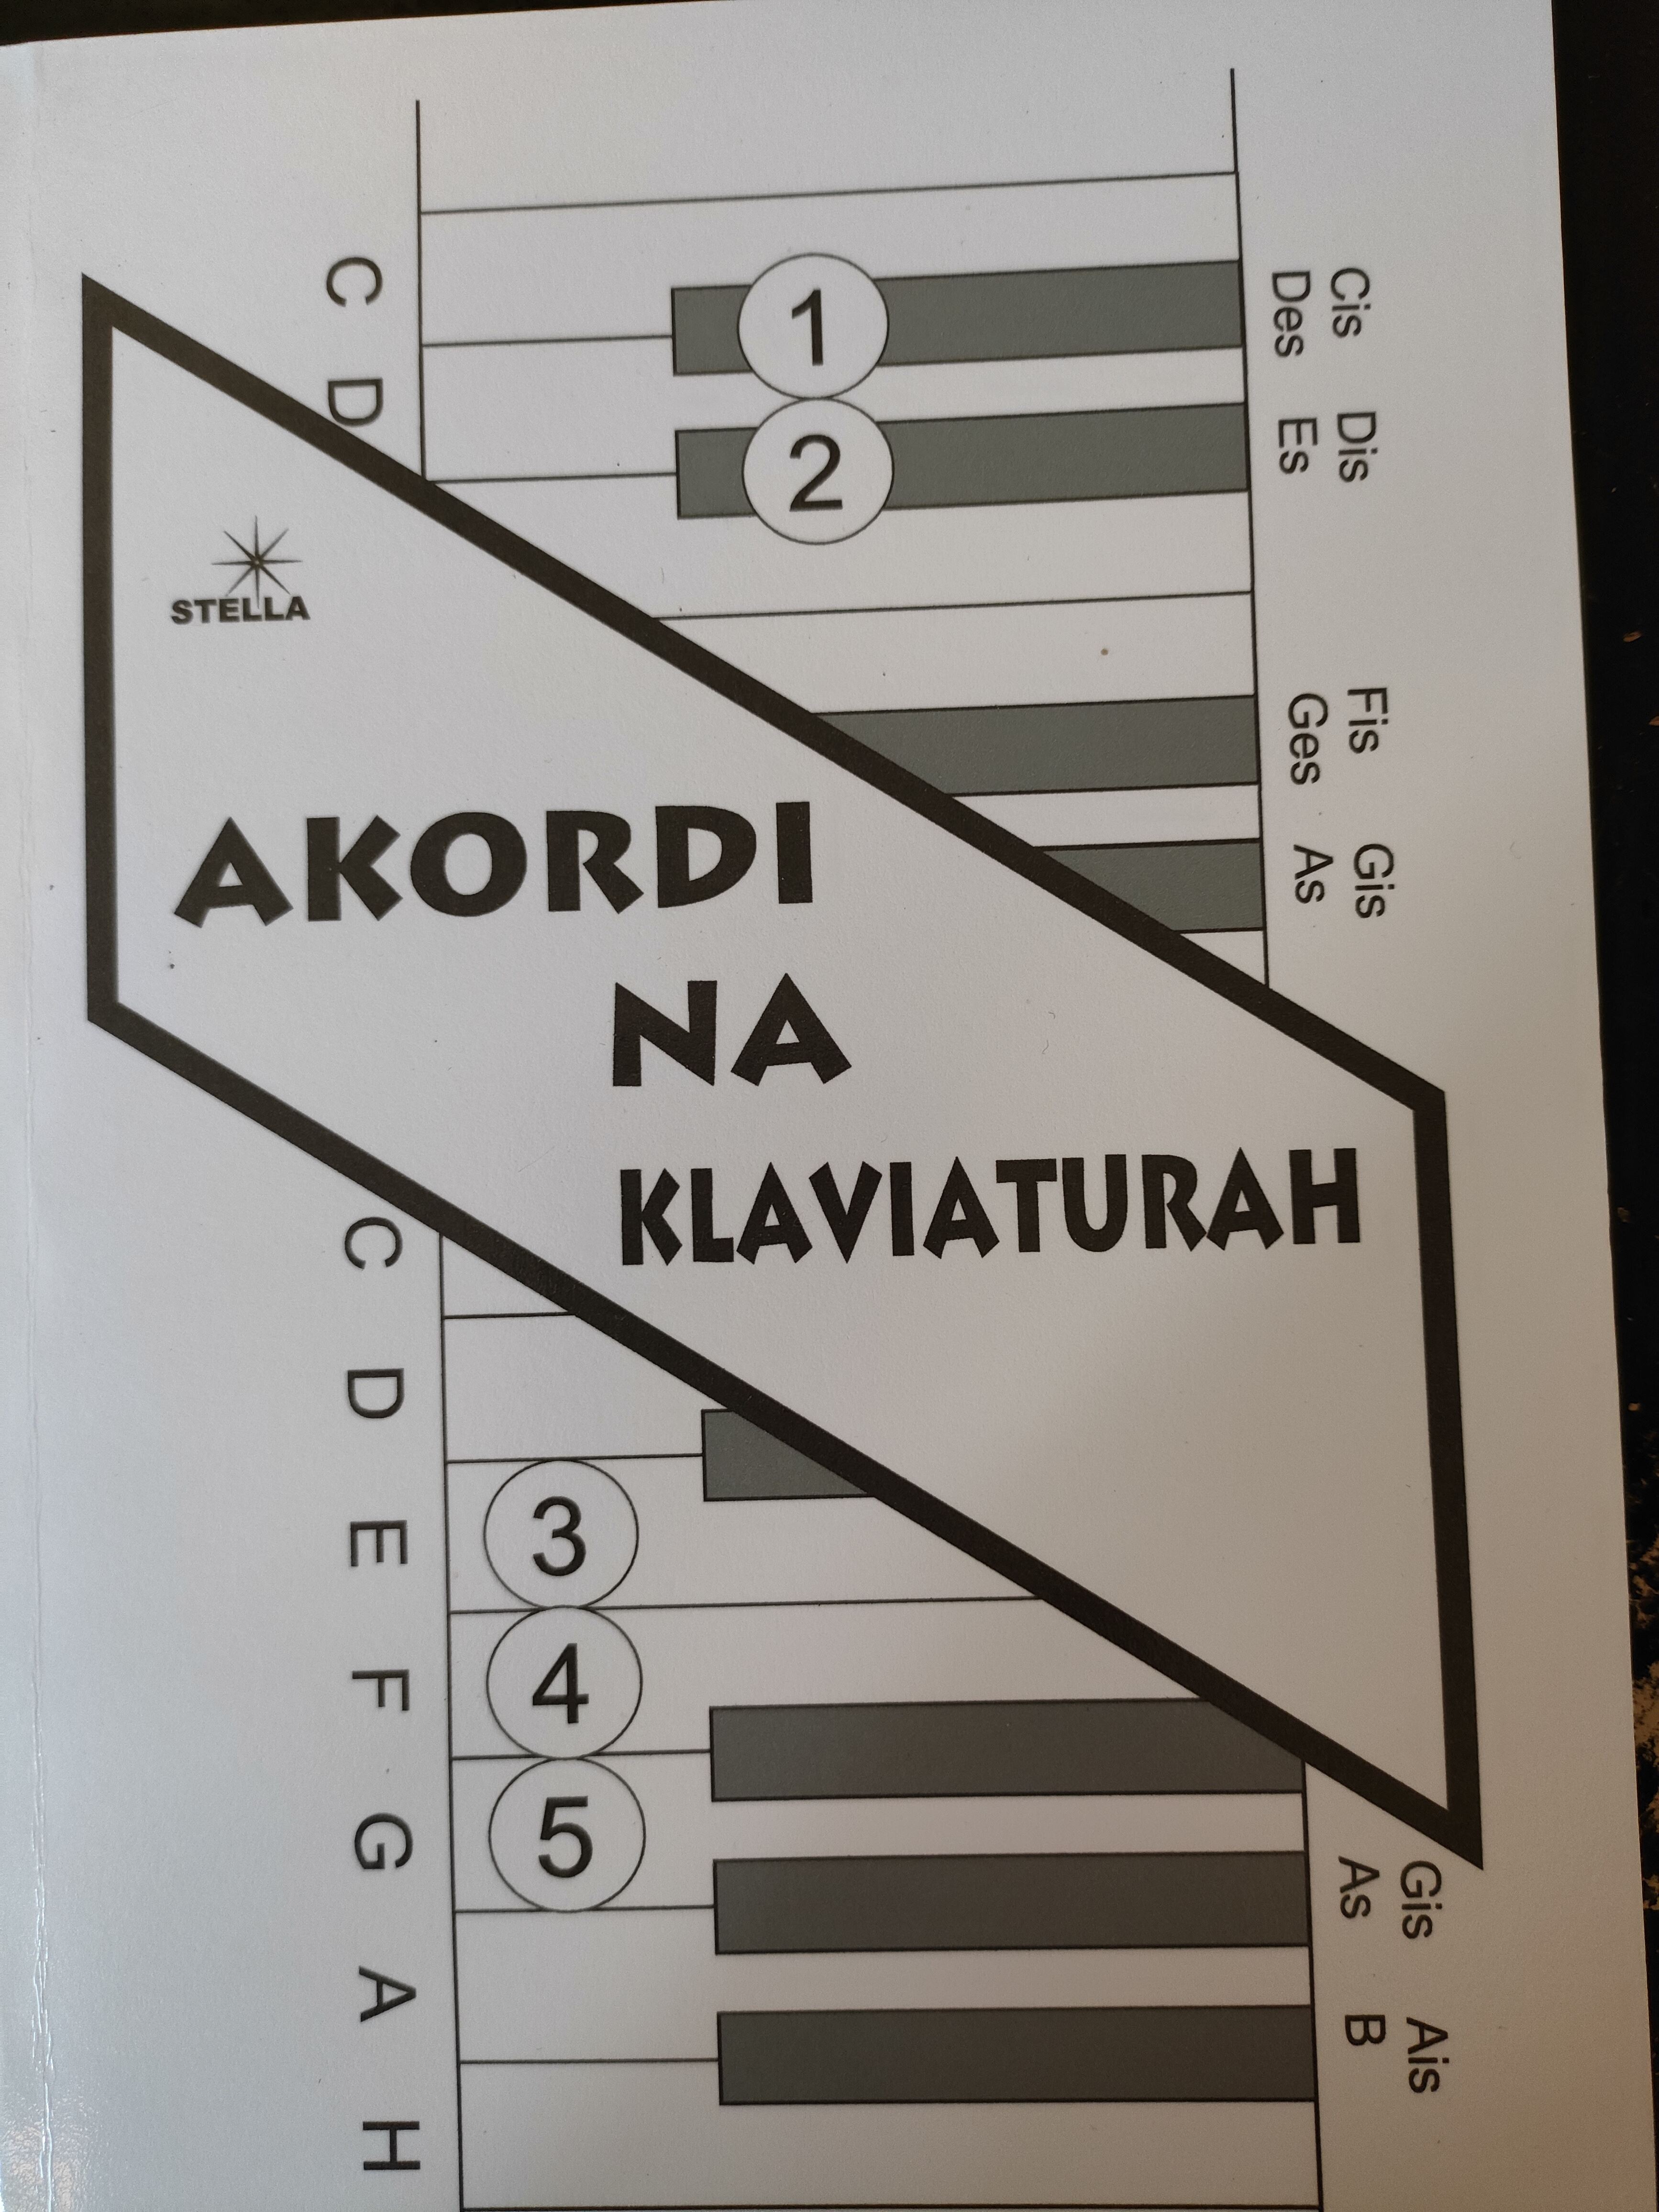 Cis Dis Fis Gis
Des Es Ges As
1
2
C D
STELLA
AKORDI
NA
KLAVIATURAH
C D E F G A H
3
4
5
Gis Ais
As B